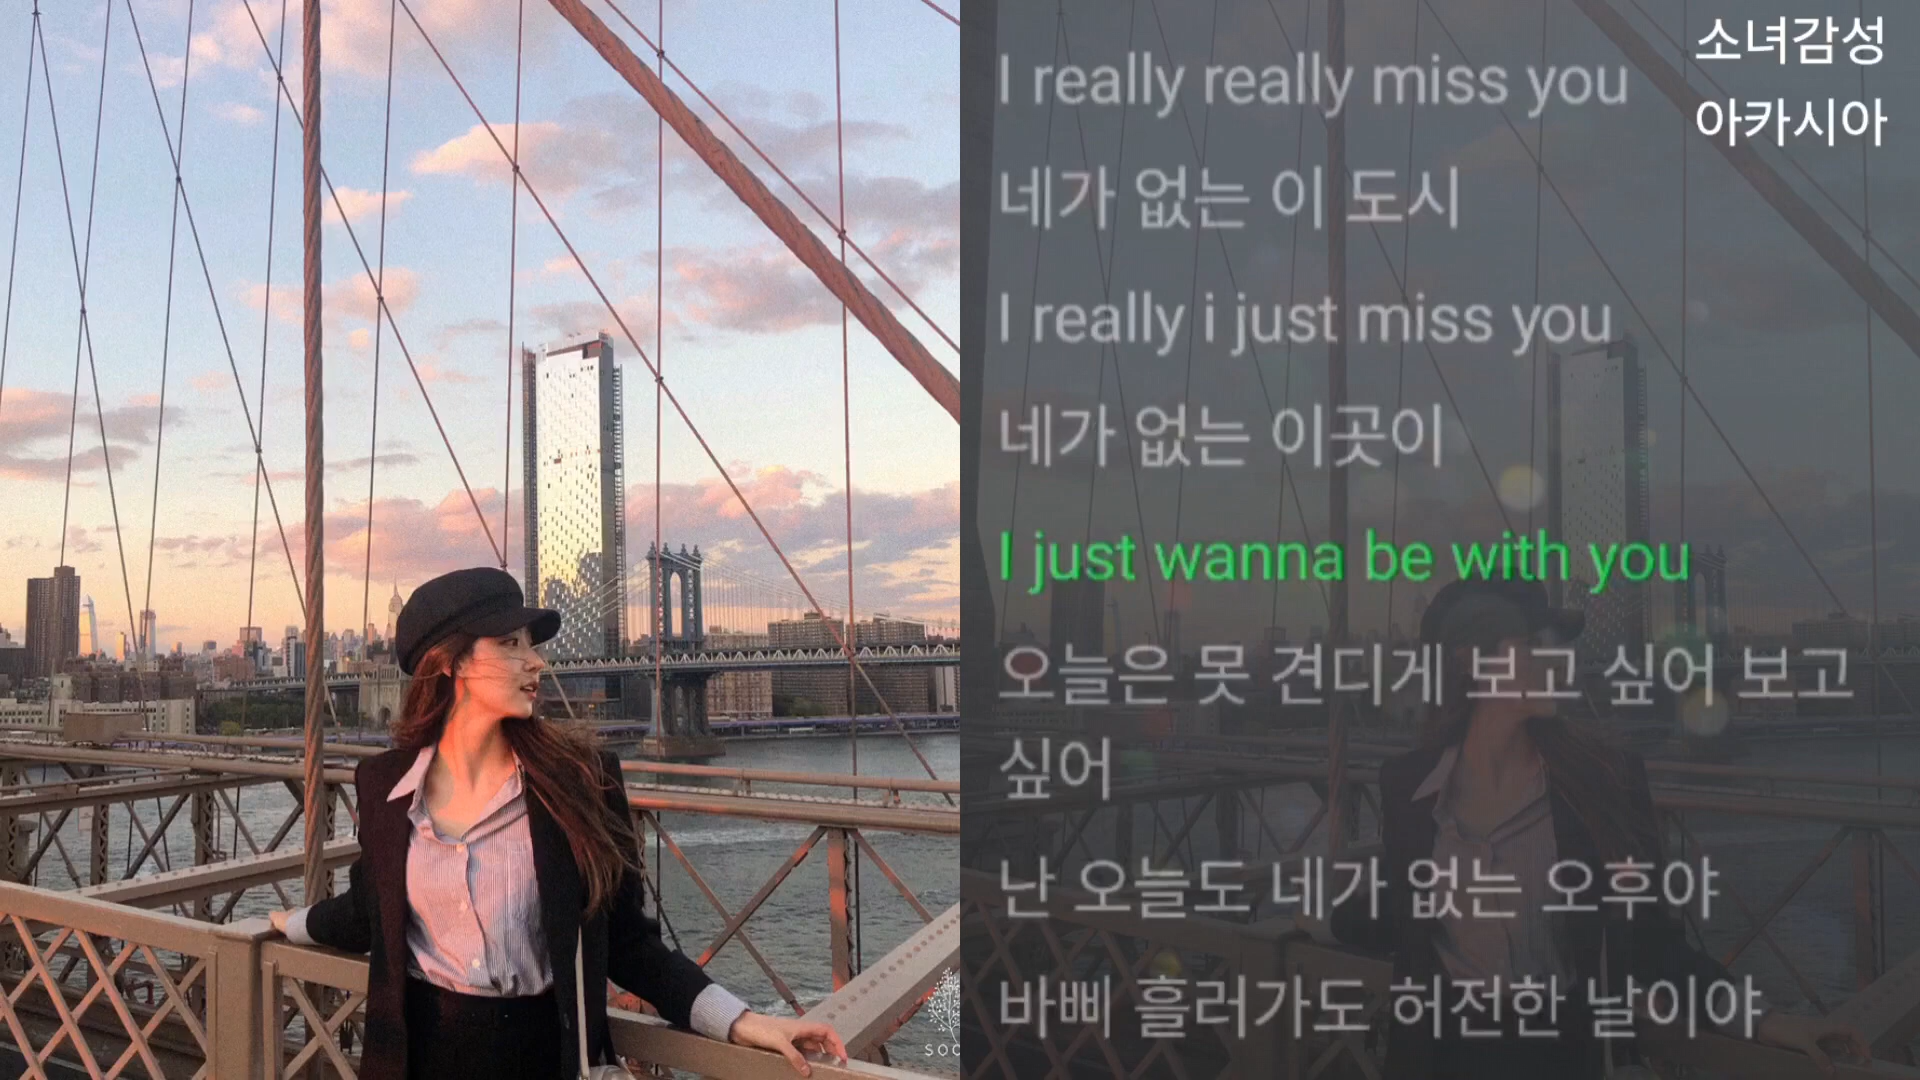 I really really miss you
네가 없는 이 도시
I really i just miss you
네가 없는 이곳이
I just wanna be with you
오늘은 못 견디게 보고 싶어 보고
싶어
난 오늘도 네가 없는 오후야
바삐 흘러가도 허전한 날이야
소녀감성
아카시아
SOO